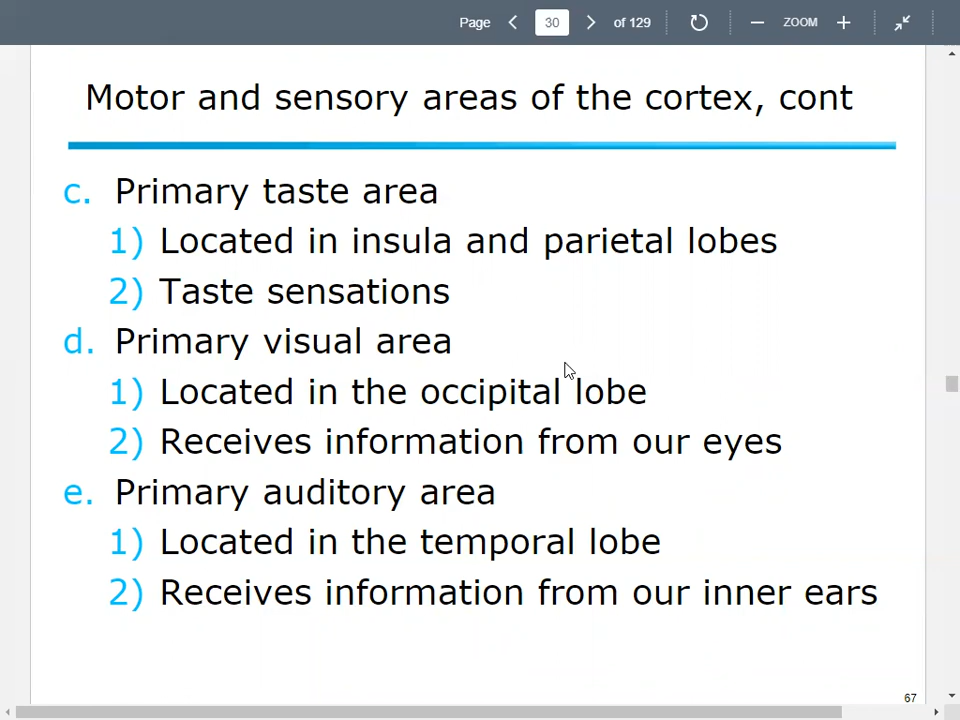 Page 30 of 129 ZOOM
Motor and sensory areas of the cortex, cont
c. Primary taste area
1) Located in insula and parietal lobes
2) Taste sensations
d. Primary visual area
1) Located in the occipital lobe
2) Receives information from our eyes
e. Primary auditory area
1) Located in the temporal lobe
2) Receives information from our inner ears
67